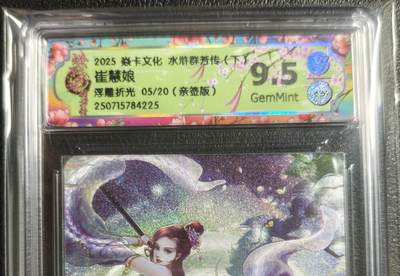 2025 焱卡文化 水浒群芳传（下）
崔慧娘
浮雕折光 05/20（亲签版）
250715784225
9.5
GemMint